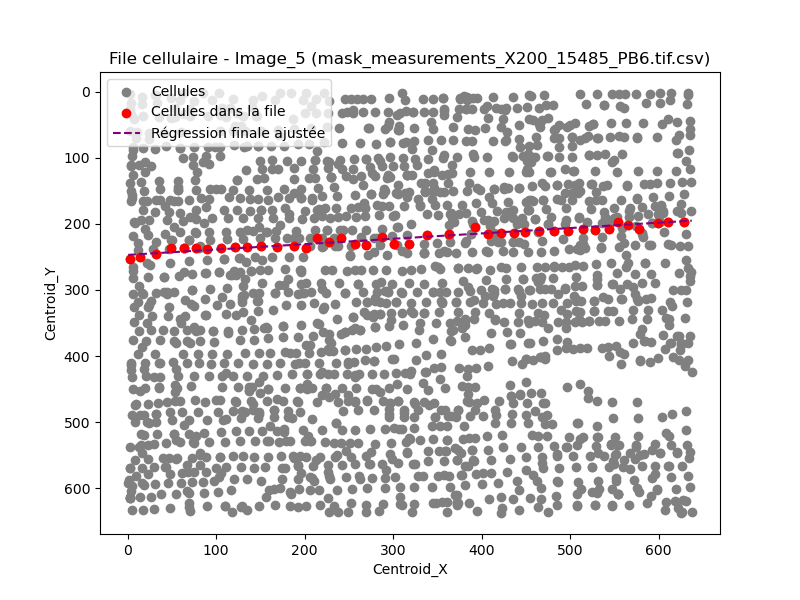 File cellulaire - Image_5 (mask_measurements_X200_15485_PB6.tif.csv)
Cellules
Cellules dans la file
Régression finale ajustée
0
100
200
300
400
500
600
Centroid_Y
0 100 200 300 400 500 600
Centroid_X